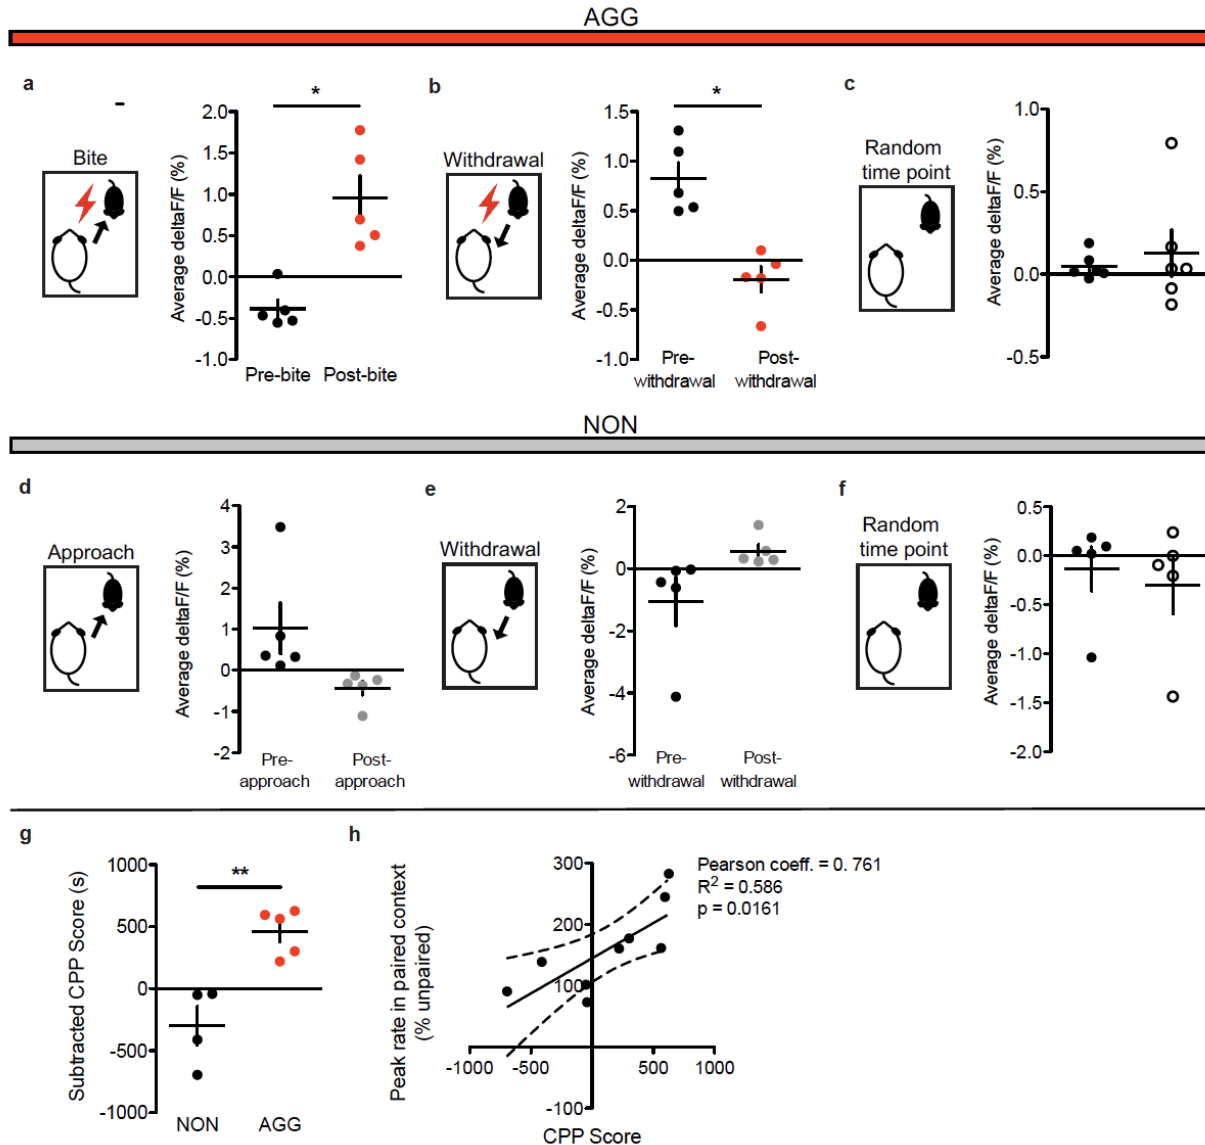 AGG
a
-
*
Bite
Average deltaF/F (%)
2.0
1.5
1.0
0.5
0.0
-0.5
-1.0
Pre-bite
Post-bite
b
*
Withdrawal
Average deltaF/F (%)
1.5
1.0
0.5
0.0
-0.5
-1.0
Pre-
withdrawal
Post-
withdrawal
c
Random
time point
Average deltaF/F (%)
1.0
0.5
0.0
-0.5
NON
d
Approach
Average deltaF/F (%)
4
3
2
1
0
-1
-2
Pre-
approach
Post-
approach
e
Withdrawal
Average deltaF/F (%)
2
0
-2
-4
-6
Pre-
withdrawal
Post-
withdrawal
f
Random
time point
Average deltaF/F (%)
0.5
0.0
-0.5
-1.0
-1.5
-2.0
g
**
Subtracted CPP Score (s)
1000
500
0
-500
-1000
NON
AGG
h
Peak rate in paired context
(% unpaired)
300
200
100
-100
-1000
-500
500
1000
CPP Score
Pearson coeff. = 0. 761
R² = 0.586
p = 0.0161